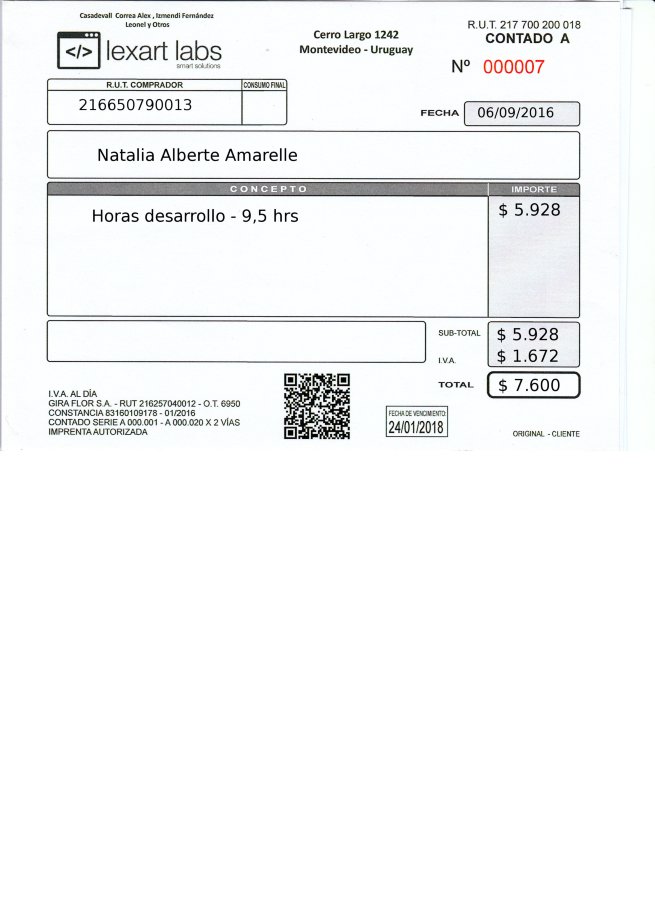 Casadevall Correa Alex , Izmendi Fernández
Leonel y Otros
</> lexart labs
smart solutions
Cerro Largo 1242
Montevideo - Uruguay
R.U.T. 217 700 200 018
CONTADO A
Nº 000007
R.U.T. COMPRADOR
CONSUMO FINAL
216650790013
FECHA 06/09/2016
Natalia Alberte Amarelle
CONCEPTO
IMPORTE
Horas desarrollo - 9,5 hrs
$ 5.928
SUB-TOTAL $ 5.928
I.V.A. $ 1.672
TOTAL $ 7.600
I.V.A. AL DÍA
GIRA FLOR S.A. - RUT 216257040012 - O.T. 6950
CONSTANCIA 83160109178 - 01/2016
CONTADO SERIE A 000.001 - A 000.020 X 2 VÍAS
IMPRENTA AUTORIZADA
FECHA DE VENCIMIENTO:
24/01/2018
ORIGINAL - CLIENTE